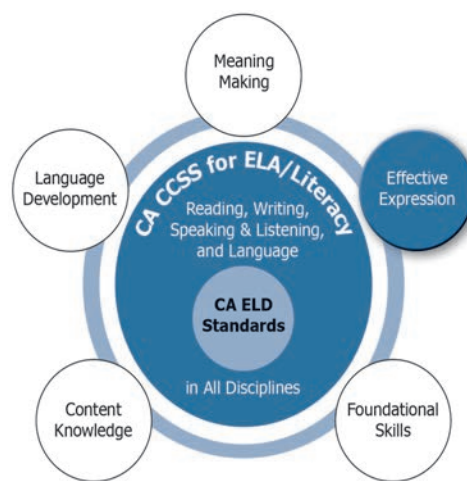 Meaning
Making
Effective
Expression
Foundational
Skills
Content
Knowledge
Language
Development
CA CCSS for ELA/Literacy
Reading, Writing,
Speaking & Listening,
and Language
CA ELD
Standards
in All Disciplines